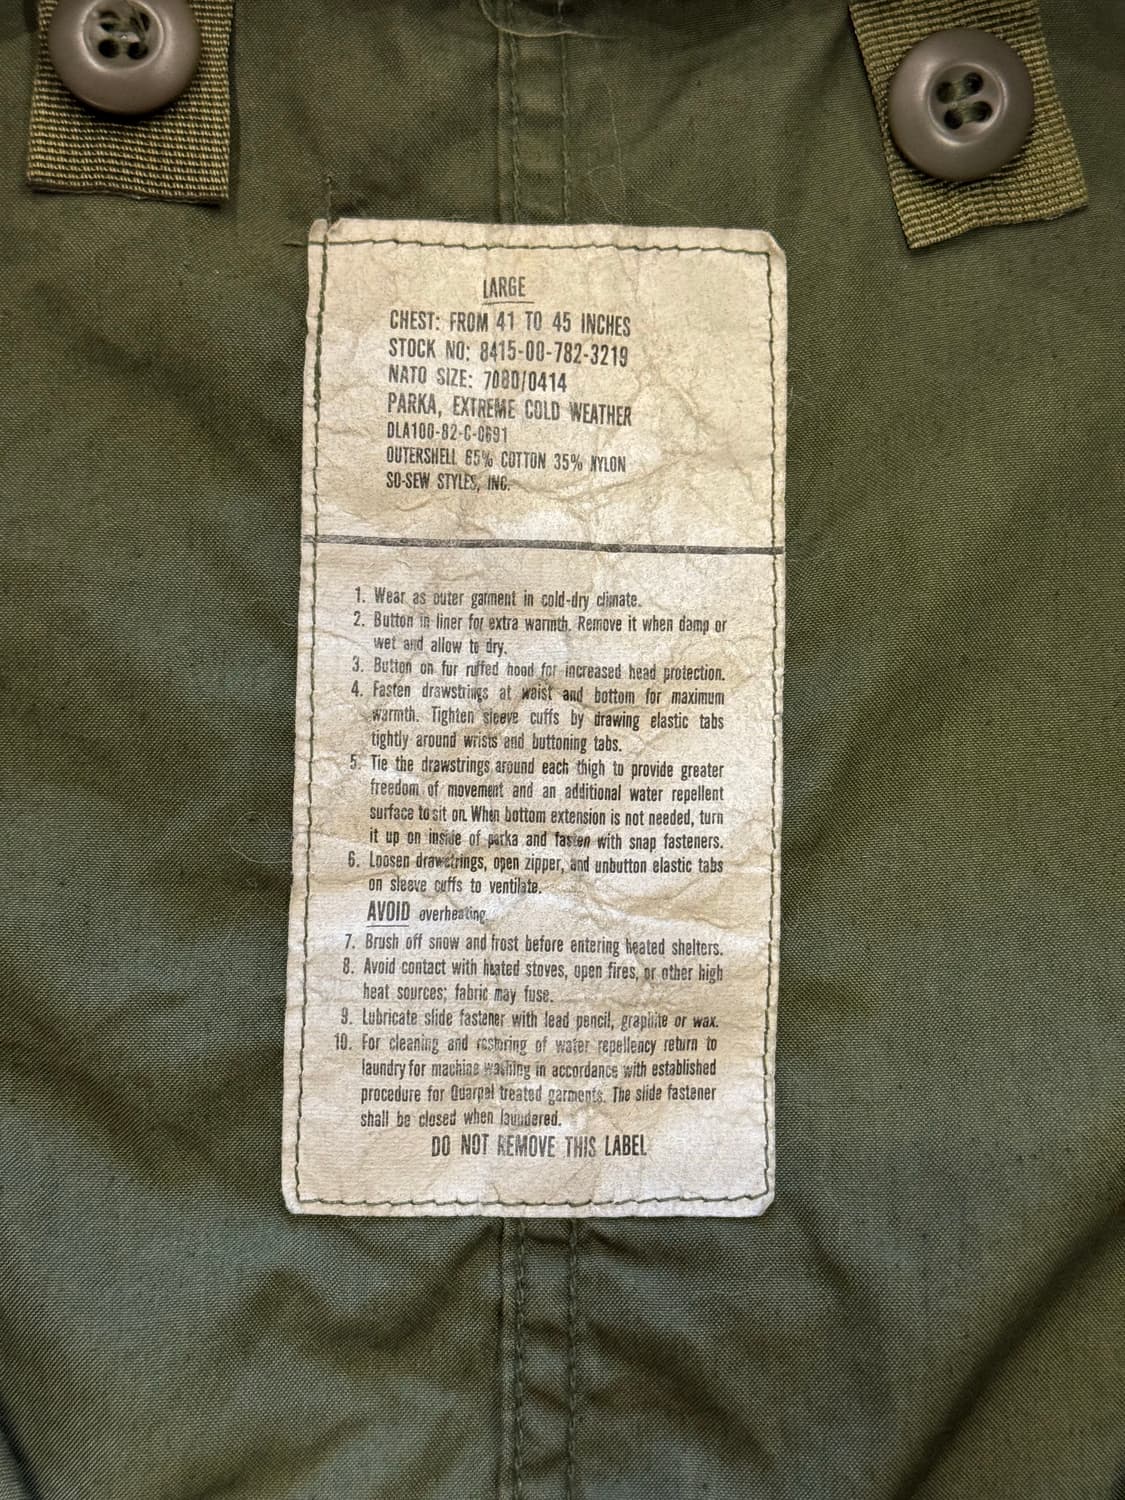 LARGE
CHEST: FROM 41 TO 45 INCHES
STOCK NO: 8415-00-782-3219
NATO SIZE: 7080/0414
PARKA, EXTREME COLD WEATHER
DLA100-82-C-0691
OUTERSHELL 65% COTTON 35% NYLON
SO-SEW STYLES, INC.
1. Wear as outer garment in cold-dry climate.
2. Button in liner for extra warmth. Remove it when damp or
wet and allow to dry.
3. Button on fur ruffed hood for increased head protection.
4. Fasten drawstrings at waist and bottom for maximum
warmth. Tighten sleeve cuffs by drawing elastic tabs
tightly around wrists and buttoning tabs.
5. Tie the drawstrings around each thigh to provide greater
freedom of movement and an additional water repellent
surface to sit on. When bottom extension is not needed, turn
it up on inside of parka and fasten with snap fasteners.
6. Loosen drawstrings, open zipper, and unbutton elastic tabs
on sleeve cuffs to ventilate.
AVOID overheating.
7. Brush off snow and frost before entering heated shelters.
8. Avoid contact with heated stoves, open fires, or other high
heat sources; fabric may fuse.
9. Lubricate slide fastener with lead pencil, graphite or wax.
10. For cleaning and restoring of water repellency return to
laundry for machine washing in accordance with established
procedure for Quarpel treated garments. The slide fastener
shall be closed when laundered.
DO NOT REMOVE THIS LABEL